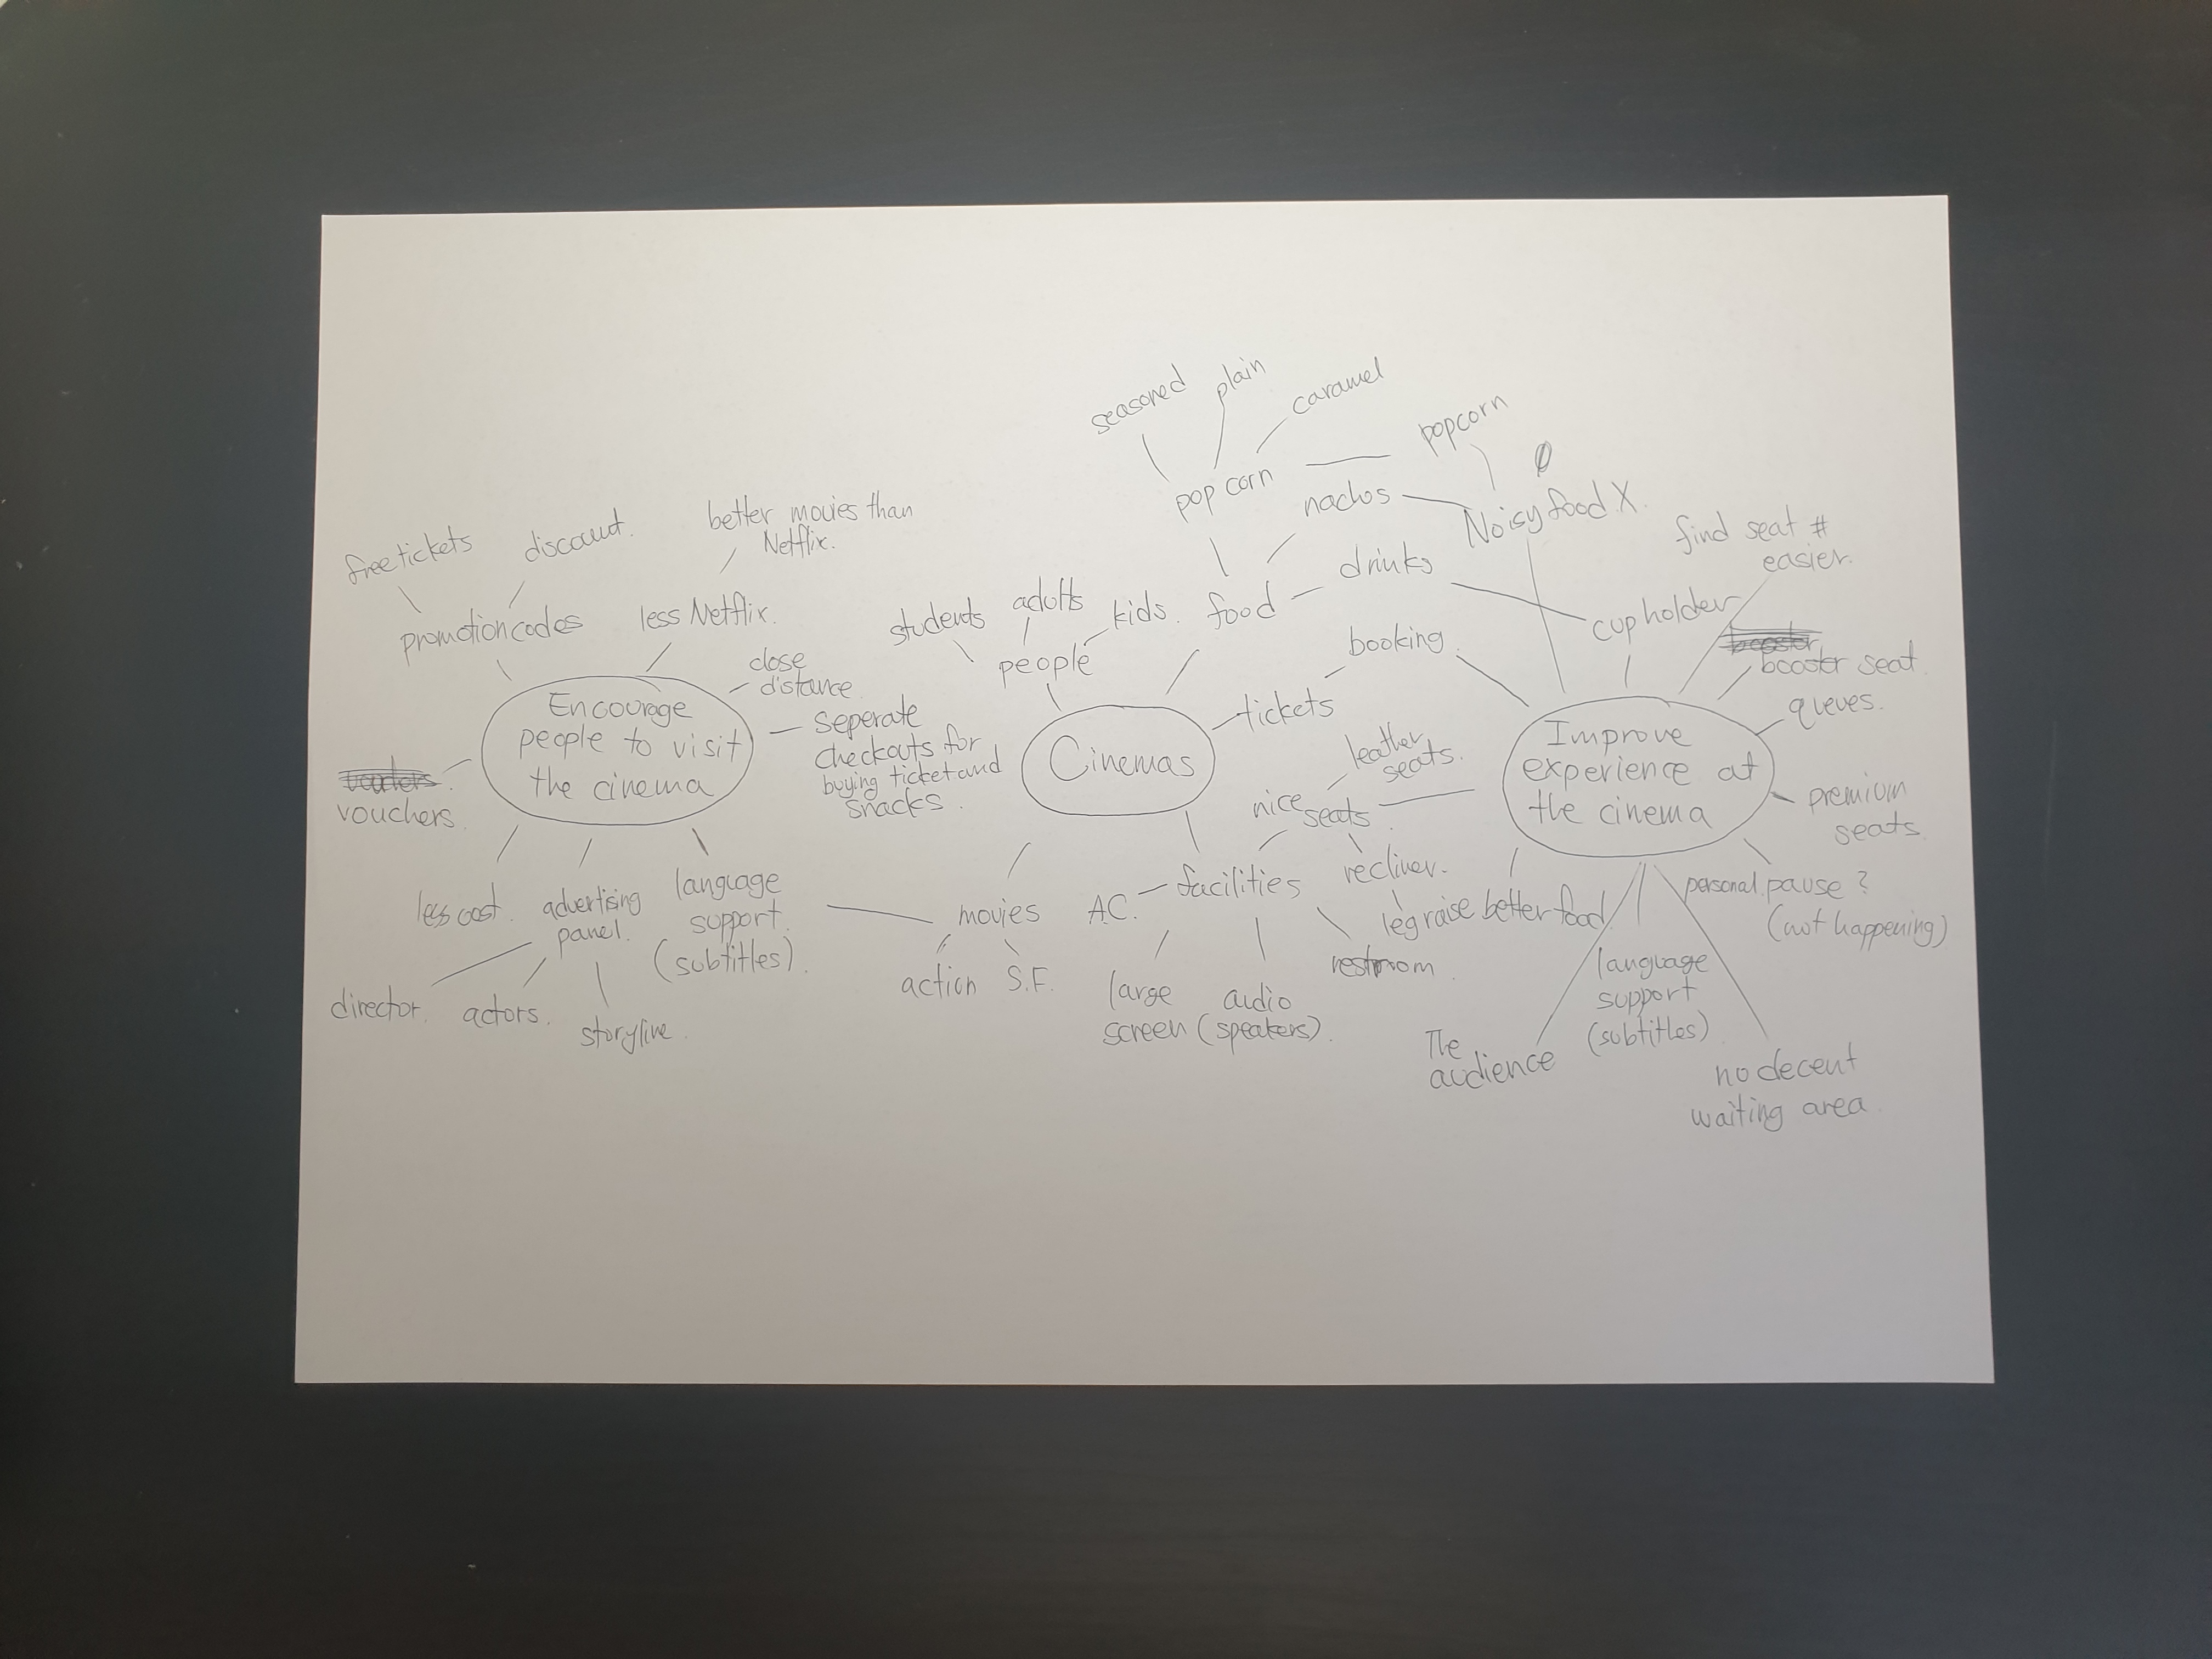 seasoned
plain
caramel
pop corn
popcorn
nachos
Noisy food X.
drinks
cup holder
find seat #
easier.
booster seat
queues.
free tickets
discount.
better movies than
Netflix.
promotion codes
less Netflix.
close
distance
seperate
checkouts for
buying ticket and
snacks.
Encourage
people to visit
the cinema
vouchers.
less cost.
advertising
panel.
language
support.
(subtitles).
director.
actors.
storyline.
students
adults
kids.
people
food
booking
tickets
Cinemas
leather
seats.
nice
seats
recliner.
leg raise
facilities
A.C.
movies
action
S.F.
large
screen
audio
(speakers).
restroom.
Improve
experience at
the cinema
premium
seats
personal pause?
(not happening)
better food
language
support
(subtitles)
The
audience
no decent
waiting area